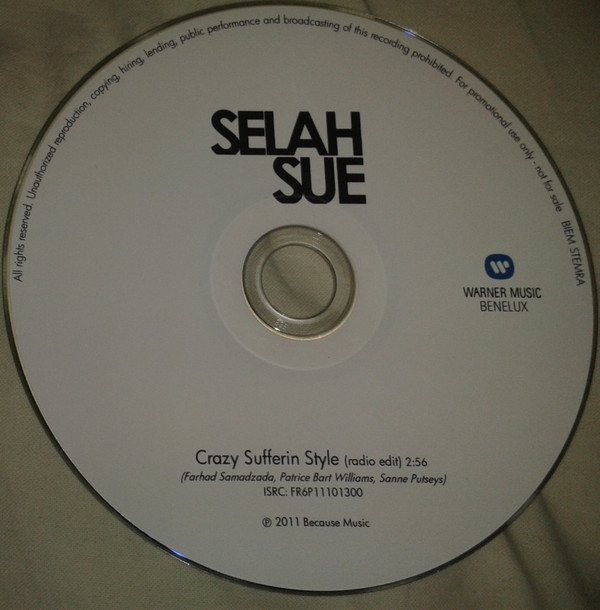 All rights reserved. Unauthorized reproduction, copying, hiring, lending, public performance and broadcasting of this recording prohibited. For promotional use only - not for sale BIEM STEMRA
SELAH
SUE
WARNER MUSIC
BENELUX
Crazy Sufferin Style (radio edit) 2:56
(Farhad Samadzada, Patrice Bart Williams, Sanne Putseys)
ISRC: FR6P11101300
℗ 2011 Because Music